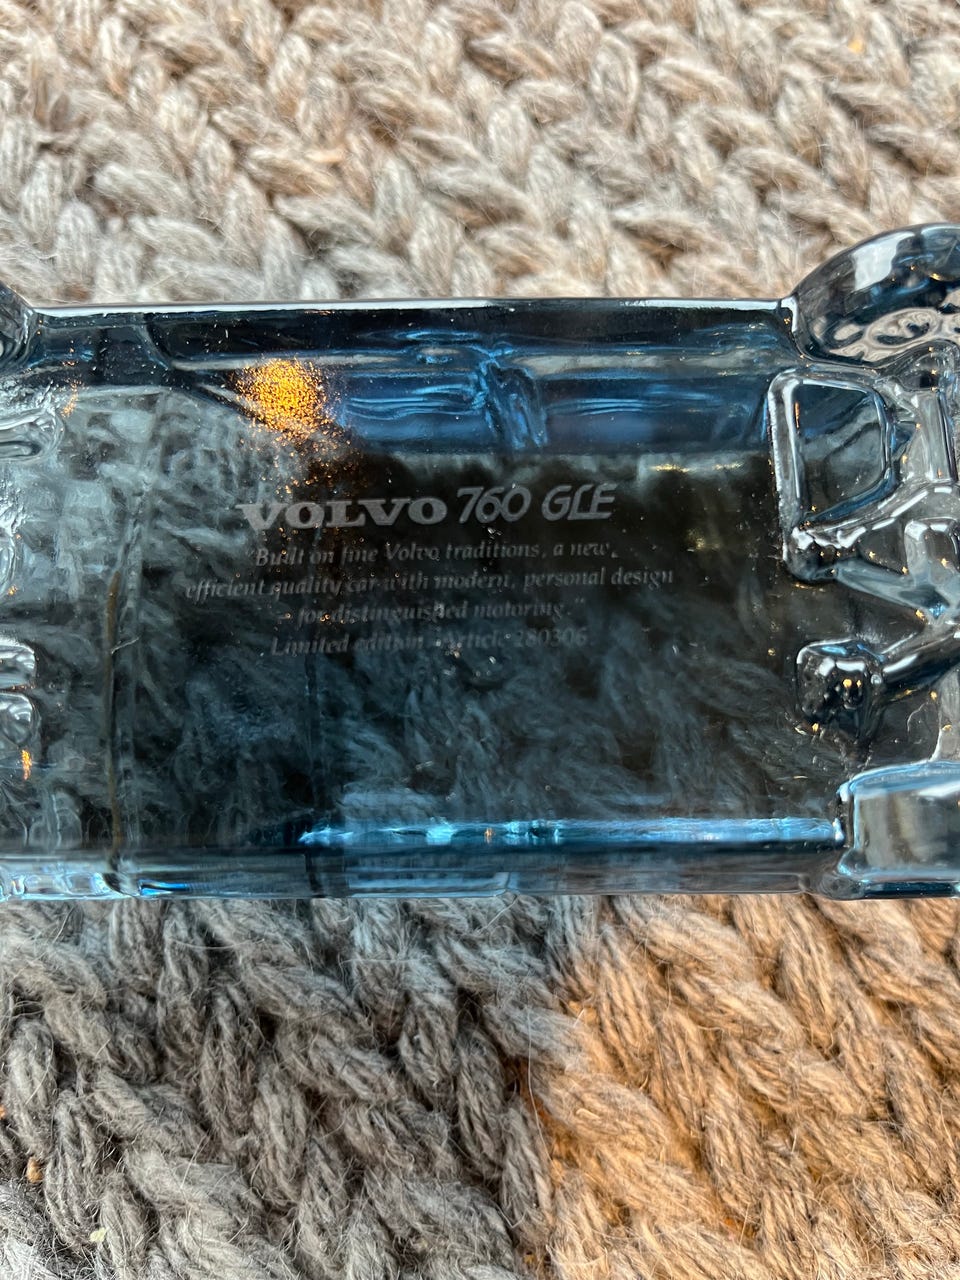 VOLVO 760 GLE
"Built on fine Volvo traditions, a new,
efficient quality car with modern, personal design
- for distinguished motoring."
Limited edition 280306